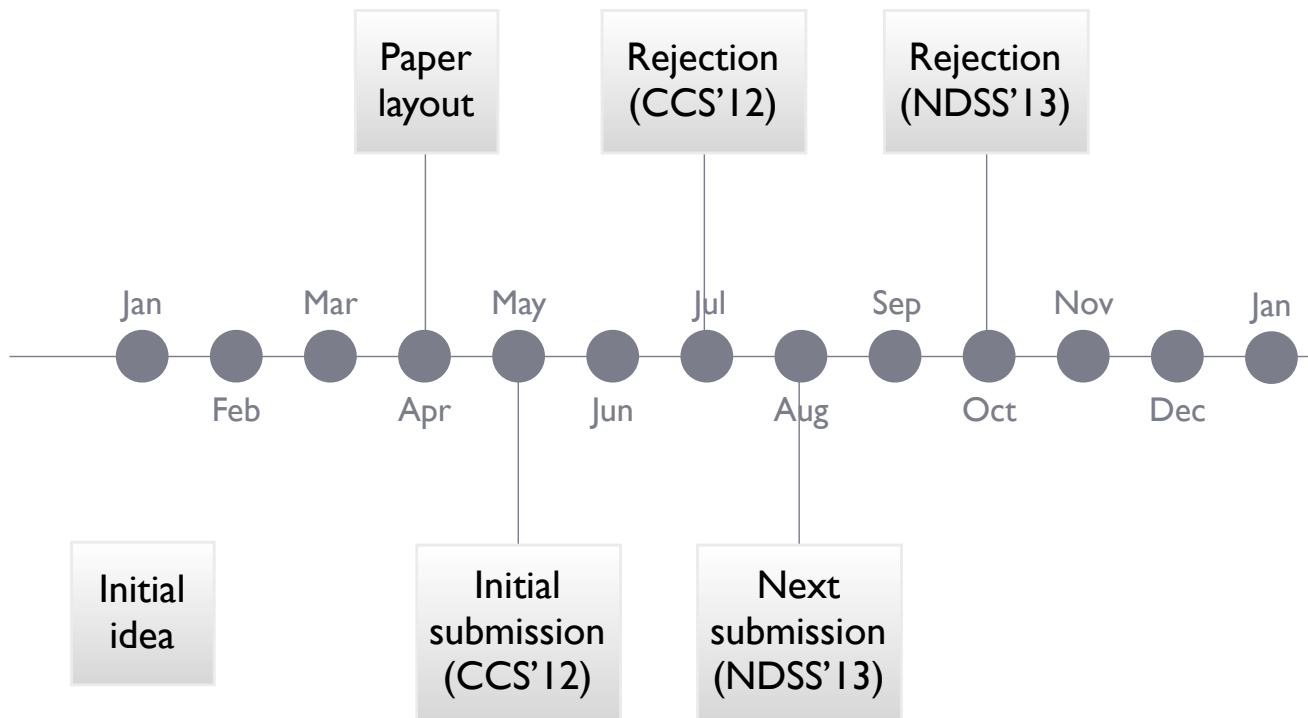 Paper
layout
Rejection
(CCS'12)
Rejection
(NDSS'13)
Jan
Mar
May
Jul
Sep
Nov
Jan
Feb
Apr
Jun
Aug
Oct
Dec
Initial
idea
Initial
submission
(CCS'12)
Next
submission
(NDSS'13)